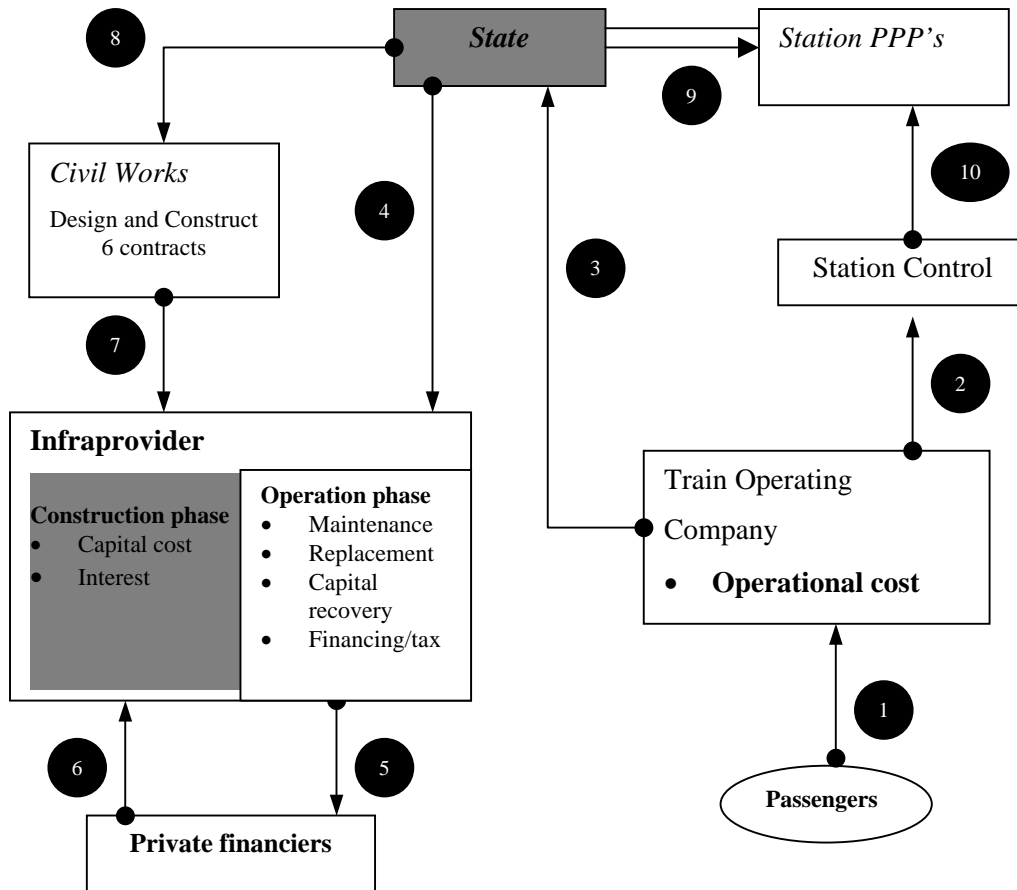 8
State
Station PPP's
9
Civil Works
Design and Construct
6 contracts
4
10
3
Station Control
7
2
Infraprovider
Construction phase
• Capital cost
• Interest
Operation phase
• Maintenance
• Replacement
• Capital
recovery
• Financing/tax
Train Operating
Company
• Operational cost
1
6
5
Passengers
Private financiers